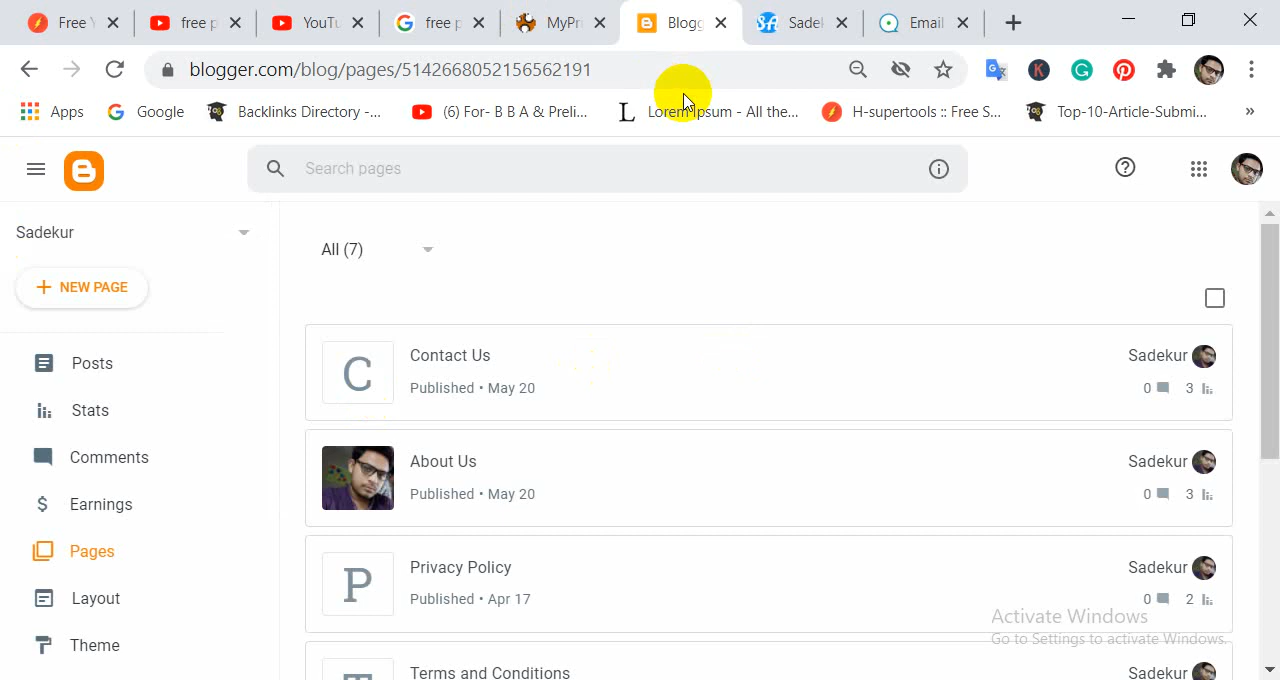 Free Y
free p
YouTu
free p
MyPri
Blogg
Sadek
Email
blogger.com/blog/pages/5142668052156562191
Apps
Google
Backlinks Directory -...
(6) For- B B A & Preli...
Lorem Ipsum - All the...
H-supertools :: Free S...
Top-10-Article-Submi...
»
Search pages
Sadekur
All (7)
+ NEW PAGE
Posts
Stats
Comments
Earnings
Pages
Layout
Theme
C
Contact Us
Sadekur
Published • May 20
0
3
About Us
Sadekur
Published • May 20
0
3
P
Privacy Policy
Sadekur
Published • Apr 17
0
2
Terms and Conditions
Sadekur
Activate Windows
Go to Settings to activate Windows.